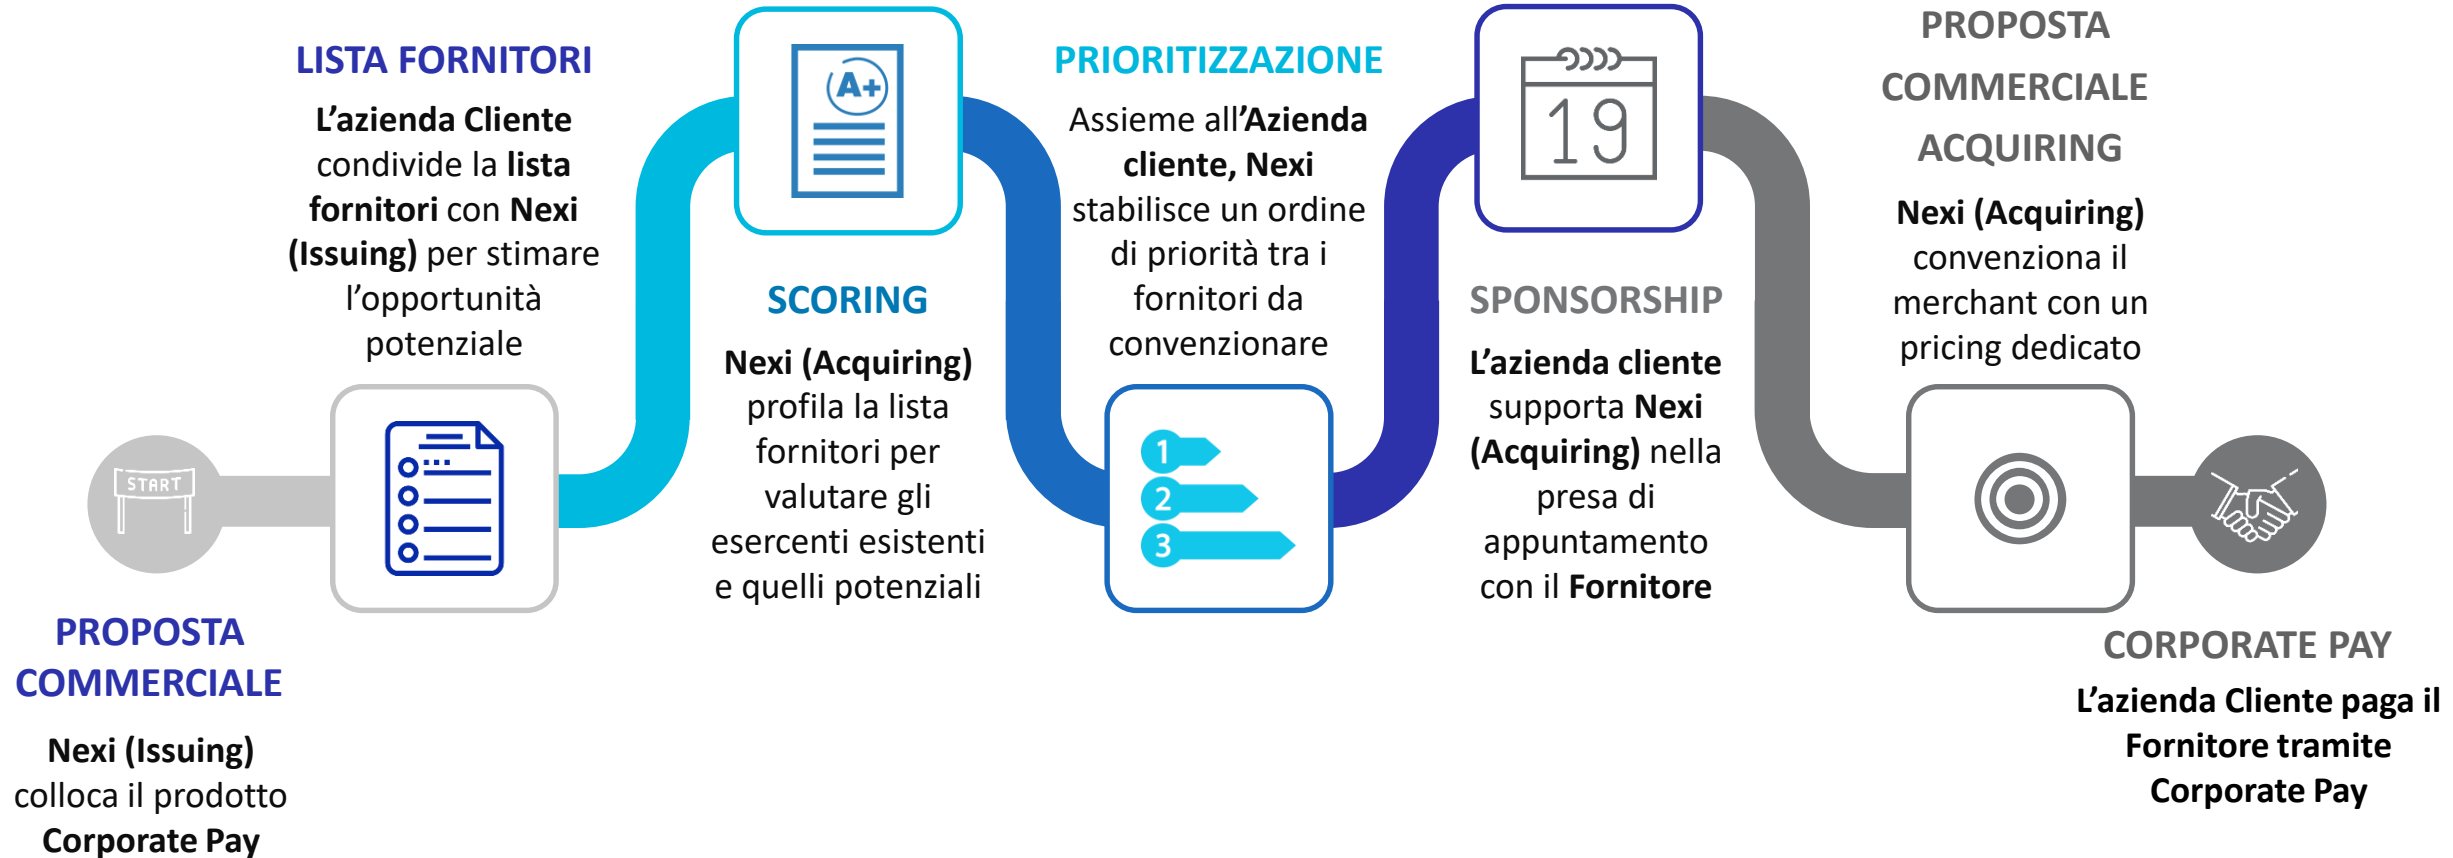 START
PROPOSTA
COMMERCIALE
Nexi (Issuing)
colloca il prodotto
Corporate Pay
LISTA FORNITORI
L’azienda Cliente
condivide la lista
fornitori con Nexi
(Issuing) per stimare
l’opportunità
potenziale
A+
SCORING
Nexi (Acquiring)
profila la lista
fornitori per
valutare gli
esercenti esistenti
e quelli potenziali
PRIORITIZZAZIONE
Assieme all’Azienda
cliente, Nexi
stabilisce un ordine
di priorità tra i
fornitori da
convenzionare
1
2
3
19
SPONSORSHIP
L’azienda cliente
supporta Nexi
(Acquiring) nella
presa di
appuntamento
con il Fornitore
PROPOSTA
COMMERCIALE
ACQUIRING
Nexi (Acquiring)
convenziona il
merchant con un
pricing dedicato
CORPORATE PAY
L’azienda Cliente paga il
Fornitore tramite
Corporate Pay